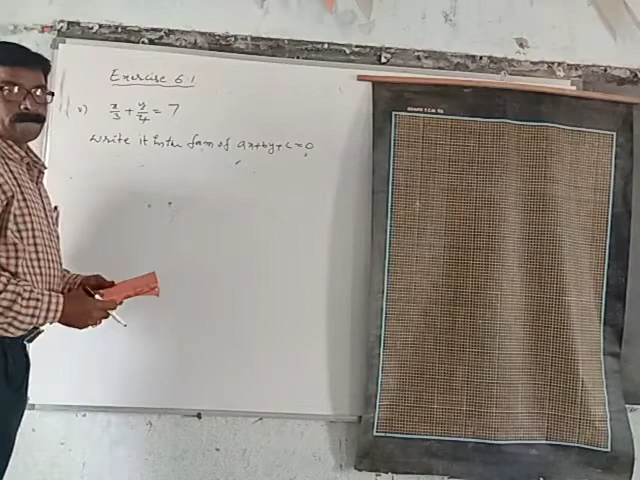 Exercise 6.1
v) x/3 + y/4 = 7
Write it in the form of ax+by+c=0